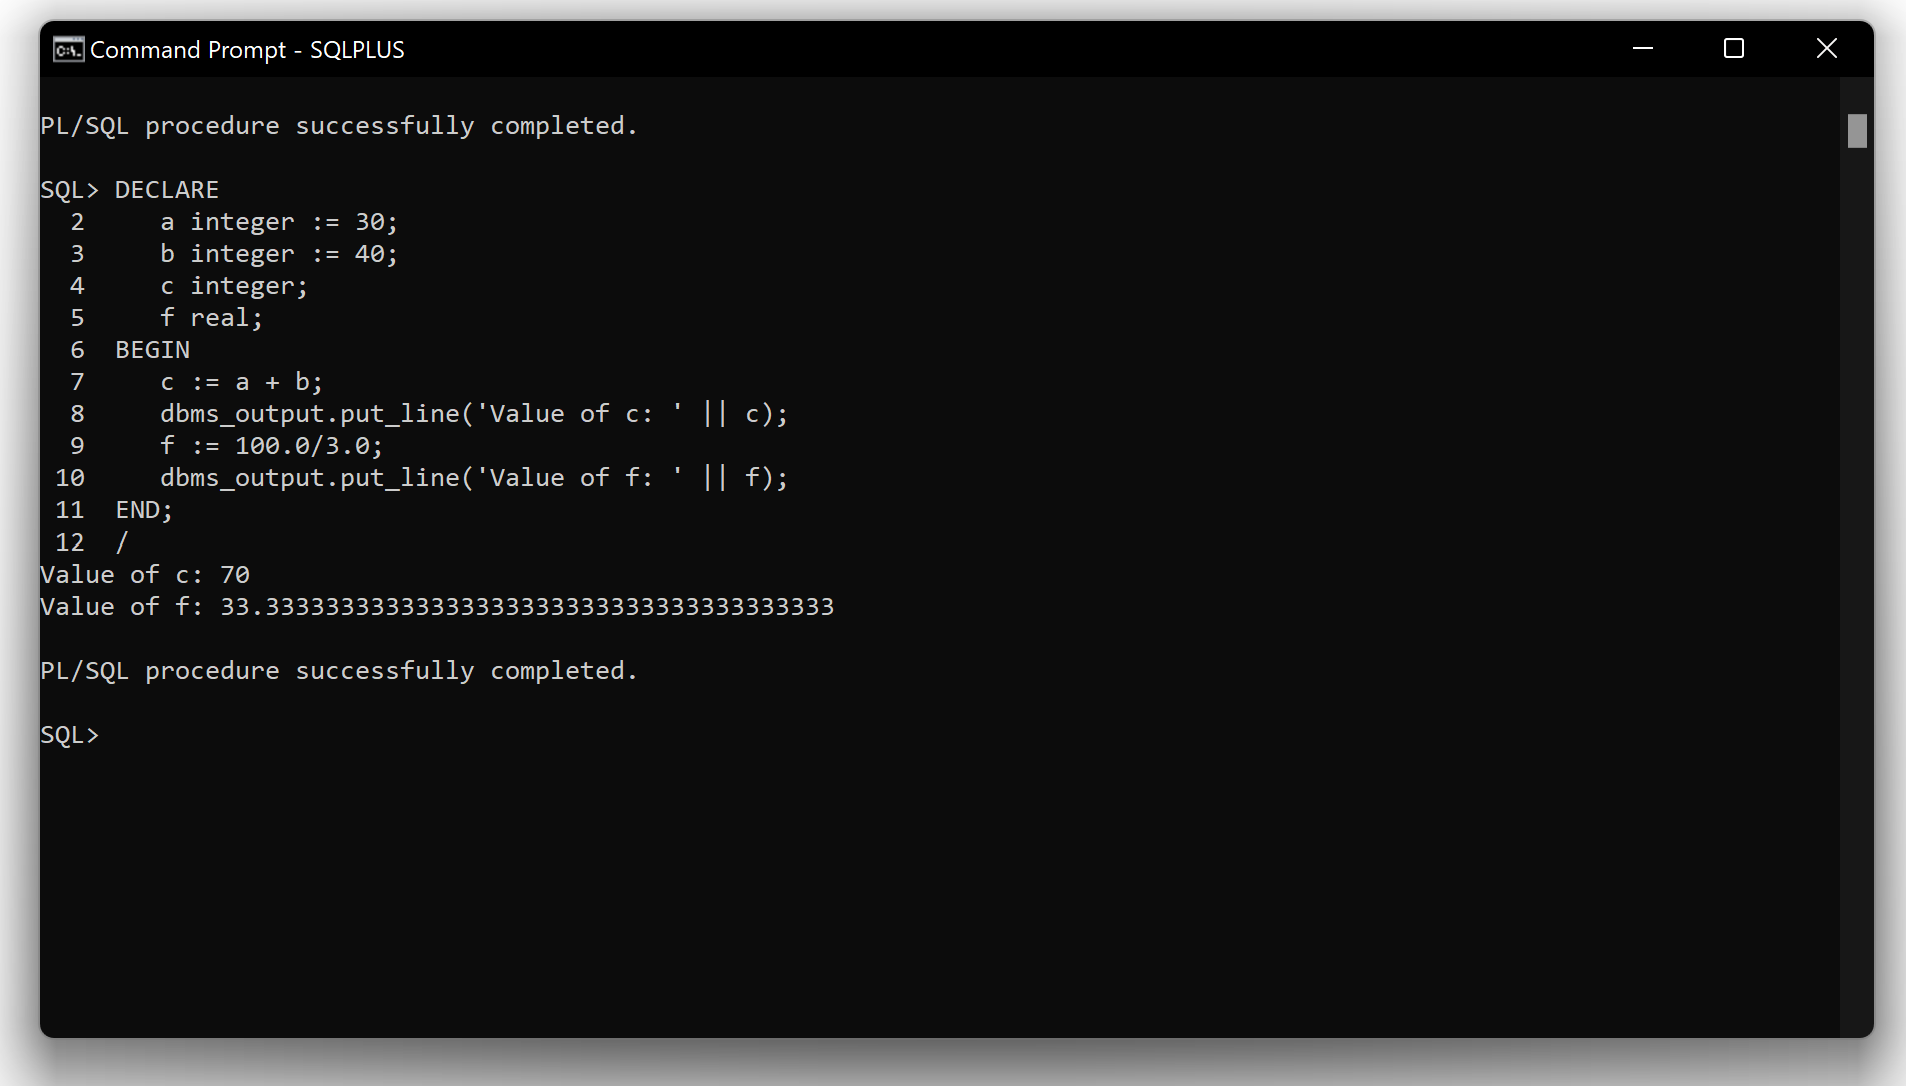 Command Prompt - SQLPLUS
PL/SQL procedure successfully completed.
SQL> DECLARE
  2     a integer := 30;
  3     b integer := 40;
  4     c integer;
  5     f real;
  6  BEGIN
  7     c := a + b;
  8     dbms_output.put_line('Value of c: ' || c);
  9     f := 100.0/3.0;
 10     dbms_output.put_line('Value of f: ' || f);
 11  END;
 12  /
Value of c: 70
Value of f: 33.33333333333333333333333333333333333333
PL/SQL procedure successfully completed.
SQL>